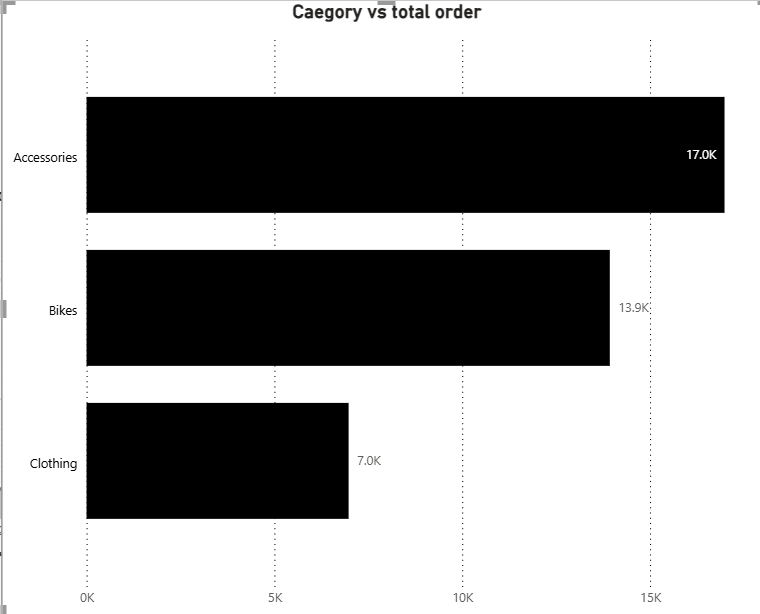 Caegory vs total order
Accessories
17.0K
Bikes
13.9K
Clothing
7.0K
0K 5K 10K 15K